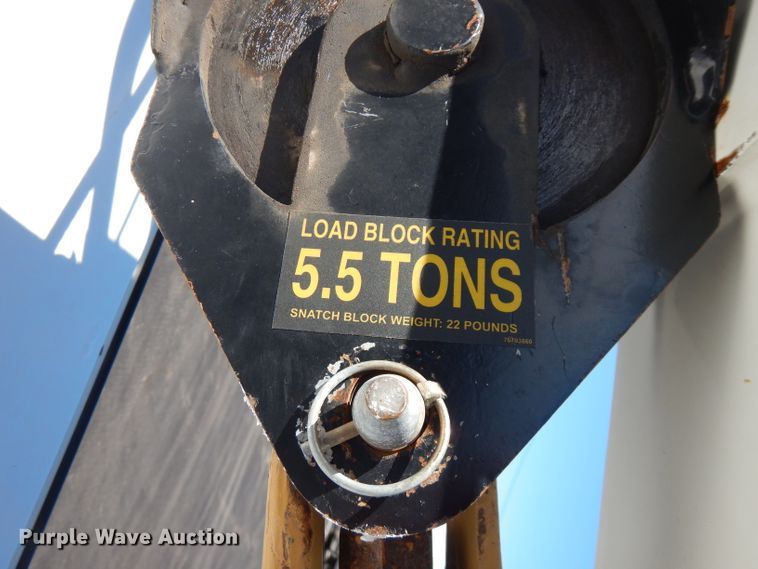 LOAD BLOCK RATING
5.5 TONS
SNATCH BLOCK WEIGHT: 22 POUNDS
Purple Wave Auction